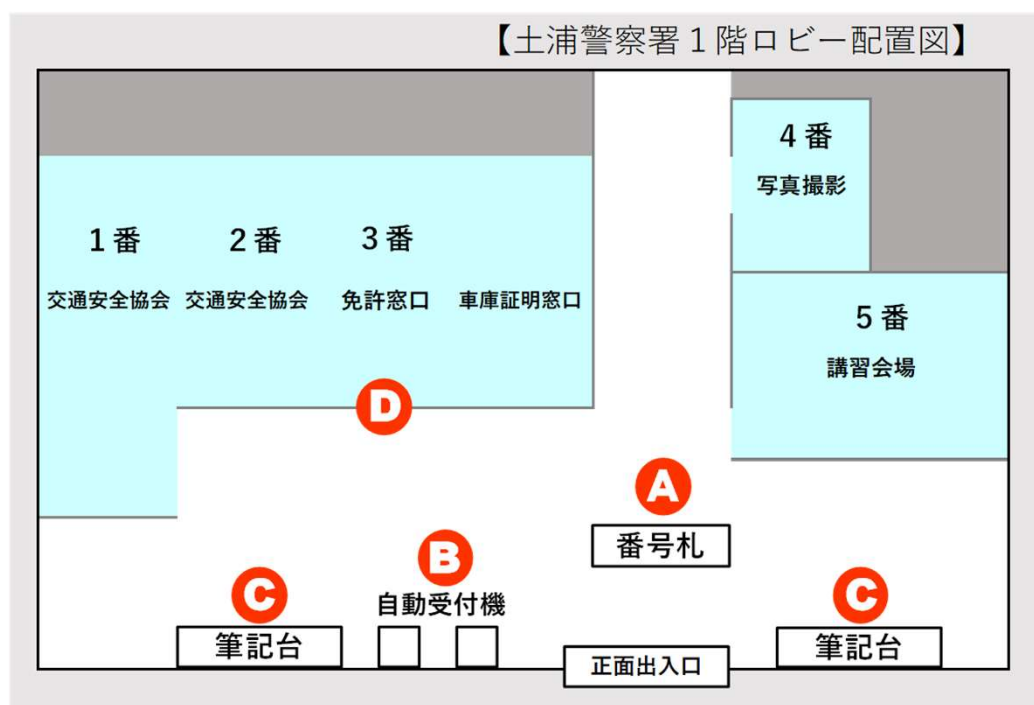 【土浦警察署１階ロビー配置図】
4番
写真撮影
1番
2番
3番
交通安全協会
交通安全協会
免許窓口
車庫証明窓口
5番
講習会場
D
A
番号札
B
自動受付機
C
筆記台
C
筆記台
正面出入口